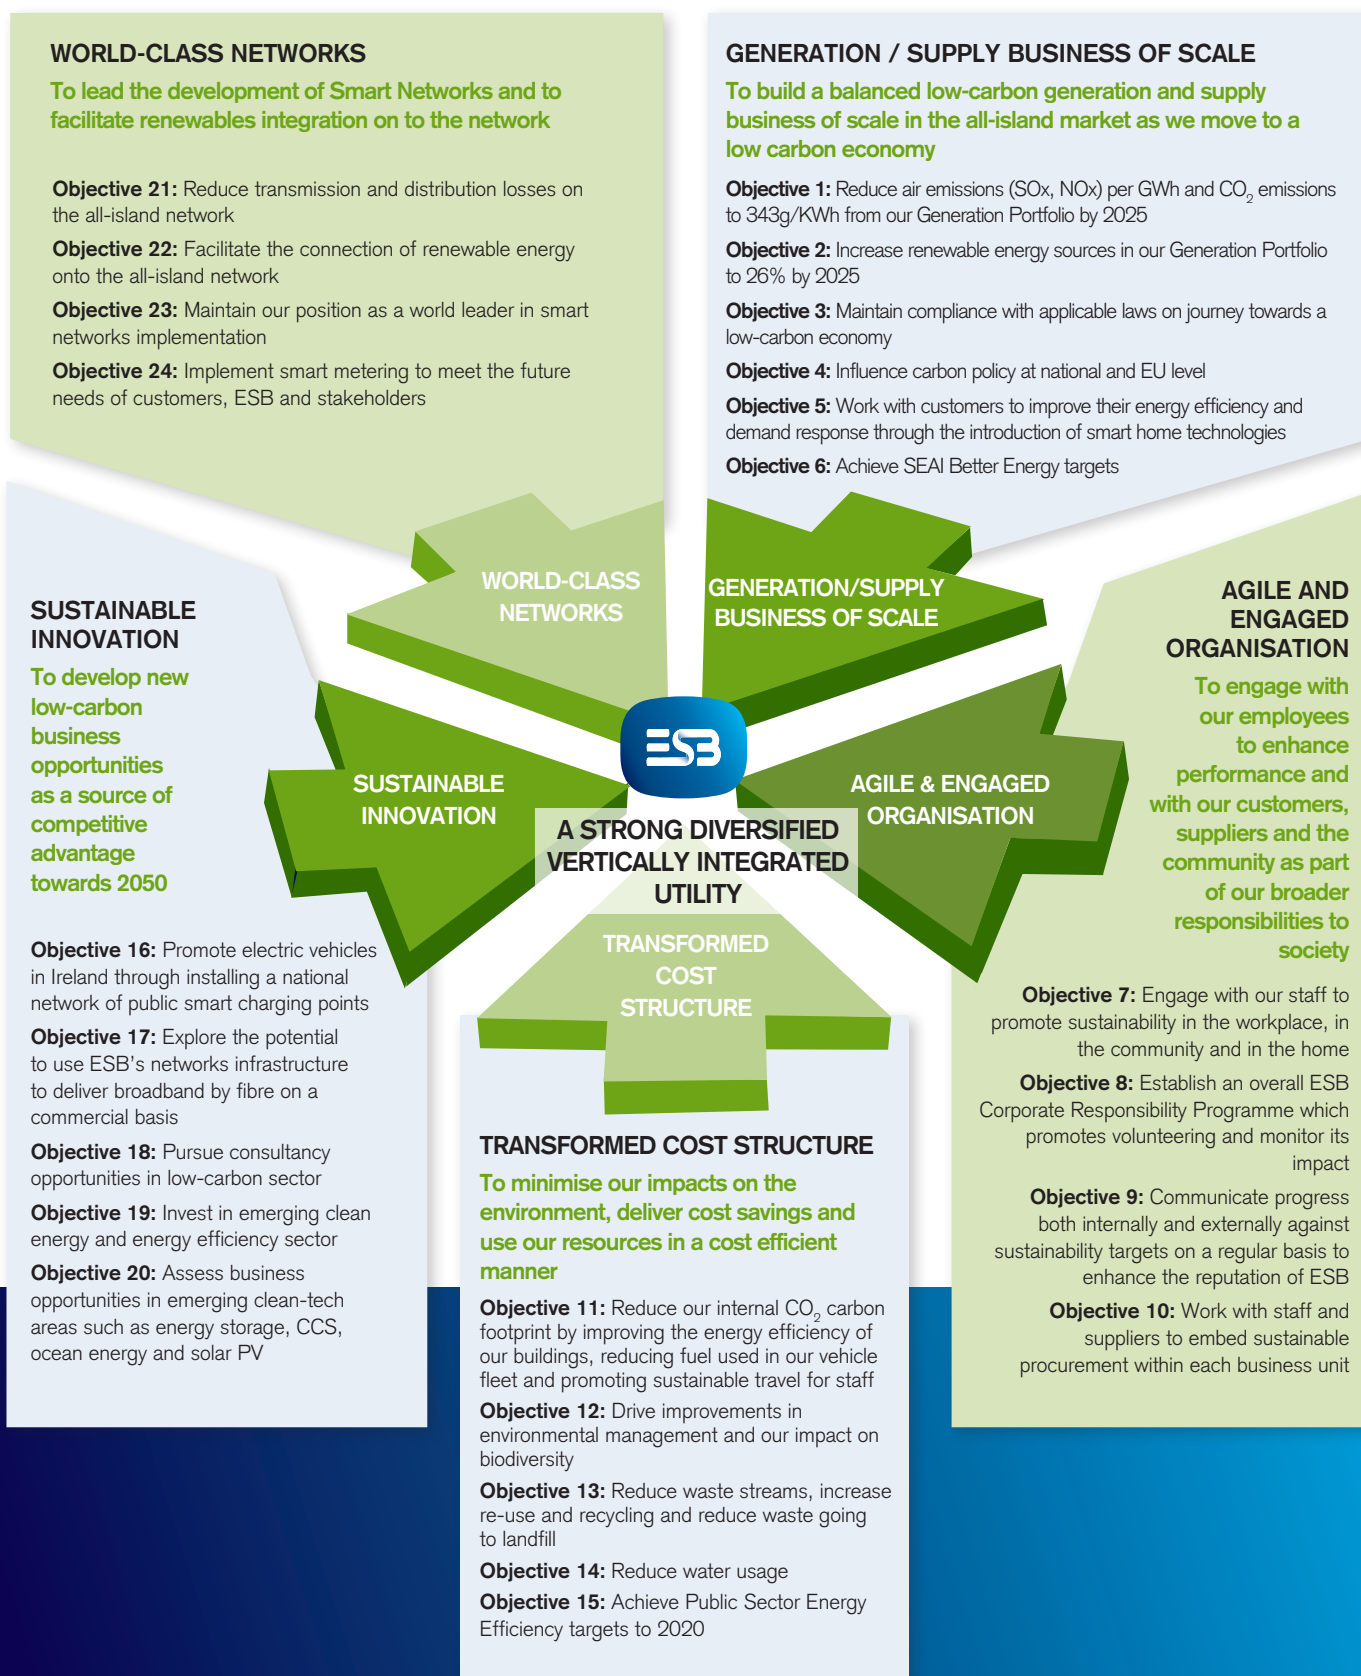 WORLD-CLASS NETWORKS
To lead the development of Smart Networks and to
facilitate renewables integration on to the network
Objective 21: Reduce transmission and distribution losses on
the all-island network
Objective 22: Facilitate the connection of renewable energy
onto the all-island network
Objective 23: Maintain our position as a world leader in smart
networks implementation
Objective 24: Implement smart metering to meet the future
needs of customers, ESB and stakeholders
GENERATION / SUPPLY BUSINESS OF SCALE
To build a balanced low-carbon generation and supply
business of scale in the all-island market as we move to a
low carbon economy
Objective 1: Reduce air emissions (SOx, NOx) per GWh and CO₂ emissions
to 343g/KWh from our Generation Portfolio by 2025
Objective 2: Increase renewable energy sources in our Generation Portfolio
to 26% by 2025
Objective 3: Maintain compliance with applicable laws on journey towards a
low-carbon economy
Objective 4: Influence carbon policy at national and EU level
Objective 5: Work with customers to improve their energy efficiency and
demand response through the introduction of smart home technologies
Objective 6: Achieve SEAI Better Energy targets
WORLD-CLASS
NETWORKS
GENERATION/SUPPLY
BUSINESS OF SCALE
SUSTAINABLE
INNOVATION
ESB
AGILE & ENGAGED
ORGANISATION
A STRONG DIVERSIFIED
VERTICALLY INTEGRATED
UTILITY
TRANSFORMED
COST
STRUCTURE
SUSTAINABLE
INNOVATION
To develop new
low-carbon
business
opportunities
as a source of
competitive
advantage
towards 2050
Objective 16: Promote electric vehicles
in Ireland through installing a national
network of public smart charging points
Objective 17: Explore the potential
to use ESB's networks infrastructure
to deliver broadband by fibre on a
commercial basis
Objective 18: Pursue consultancy
opportunities in low-carbon sector
Objective 19: Invest in emerging clean
energy and energy efficiency sector
Objective 20: Assess business
opportunities in emerging clean-tech
areas such as energy storage, CCS,
ocean energy and solar PV
TRANSFORMED COST STRUCTURE
To minimise our impacts on the
environment, deliver cost savings and
use our resources in a cost efficient
manner
Objective 11: Reduce our internal CO₂ carbon
footprint by improving the energy efficiency of
our buildings, reducing fuel used in our vehicle
fleet and promoting sustainable travel for staff
Objective 12: Drive improvements in
environmental management and our impact on
biodiversity
Objective 13: Reduce waste streams, increase
re-use and recycling and reduce waste going
to landfill
Objective 14: Reduce water usage
Objective 15: Achieve Public Sector Energy
Efficiency targets to 2020
AGILE AND
ENGAGED
ORGANISATION
To engage with
our employees
to enhance
performance and
with our customers,
suppliers and the
community as part
of our broader
responsibilities to
society
Objective 7: Engage with our staff to
promote sustainability in the workplace, in
the community and in the home
Objective 8: Establish an overall ESB
Corporate Responsibility Programme which
promotes volunteering and monitor its
impact
Objective 9: Communicate progress
both internally and externally against
sustainability targets on a regular basis to
enhance the reputation of ESB
Objective 10: Work with staff and
suppliers to embed sustainable
procurement within each business unit